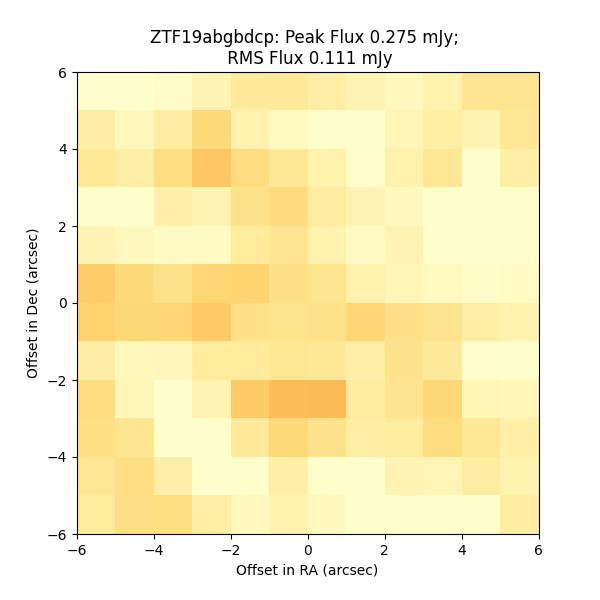 ZTF19abgbdcp: Peak Flux 0.275 mJy;
RMS Flux 0.111 mJy
6
4
2
0
−2
−4
−6
Offset in Dec (arcsec)
−6 −4 −2 0 2 4 6
Offset in RA (arcsec)